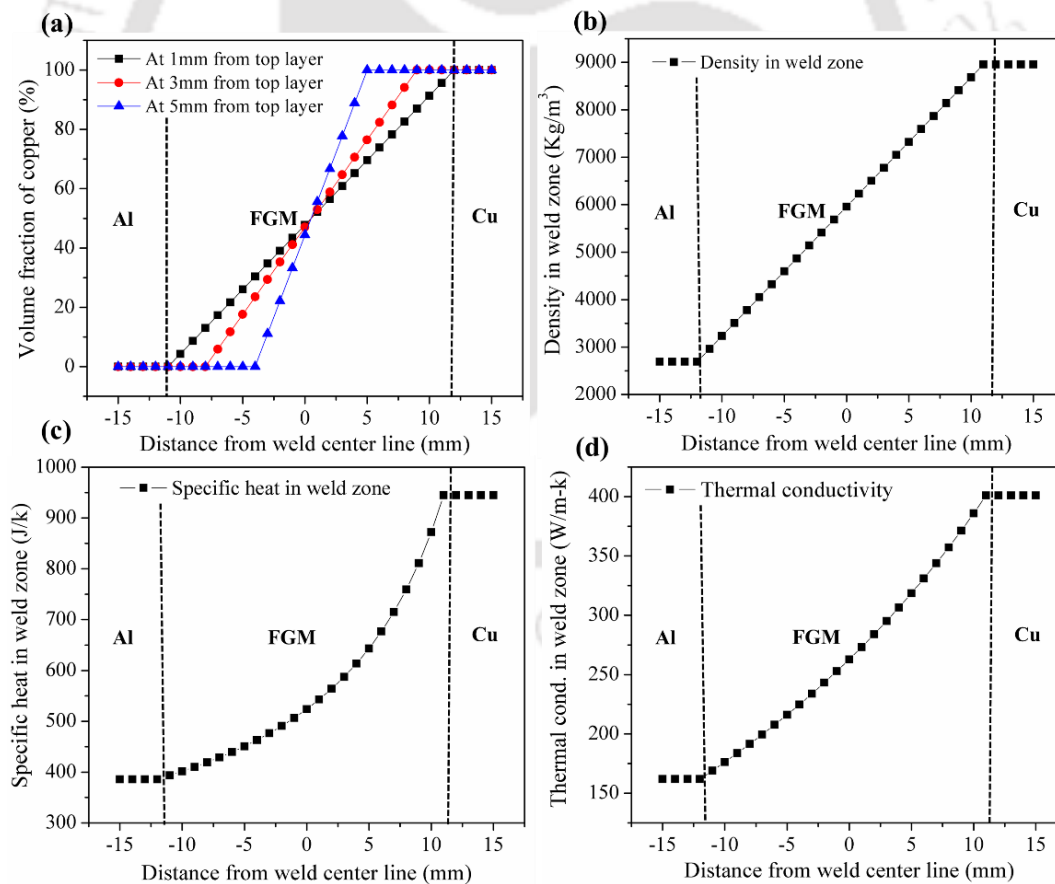 (a)
At 1mm from top layer
At 3mm from top layer
At 5mm from top layer
100
80
60
40
20
0
Volume fraction of copper (%)
Al
FGM
Cu
-15 -10 -5 0 5 10 15
Distance from weld center line (mm)
(b)
Density in weld zone
9000
8000
7000
6000
5000
4000
3000
2000
Density in weld zone (Kg/m³)
Al
FGM
Cu
-15 -10 -5 0 5 10 15
Distance from weld center line (mm)
(c)
Specific heat in weld zone
1000
900
800
700
600
500
400
300
Specific heat in weld zone (J/k)
Al
FGM
Cu
-15 -10 -5 0 5 10 15
Distance from weld center line (mm)
(d)
Thermal conductivity
400
350
300
250
200
150
Thermal cond. in weld zone (W/m-k)
Al
FGM
Cu
-15 -10 -5 0 5 10 15
Distance from weld center line (mm)